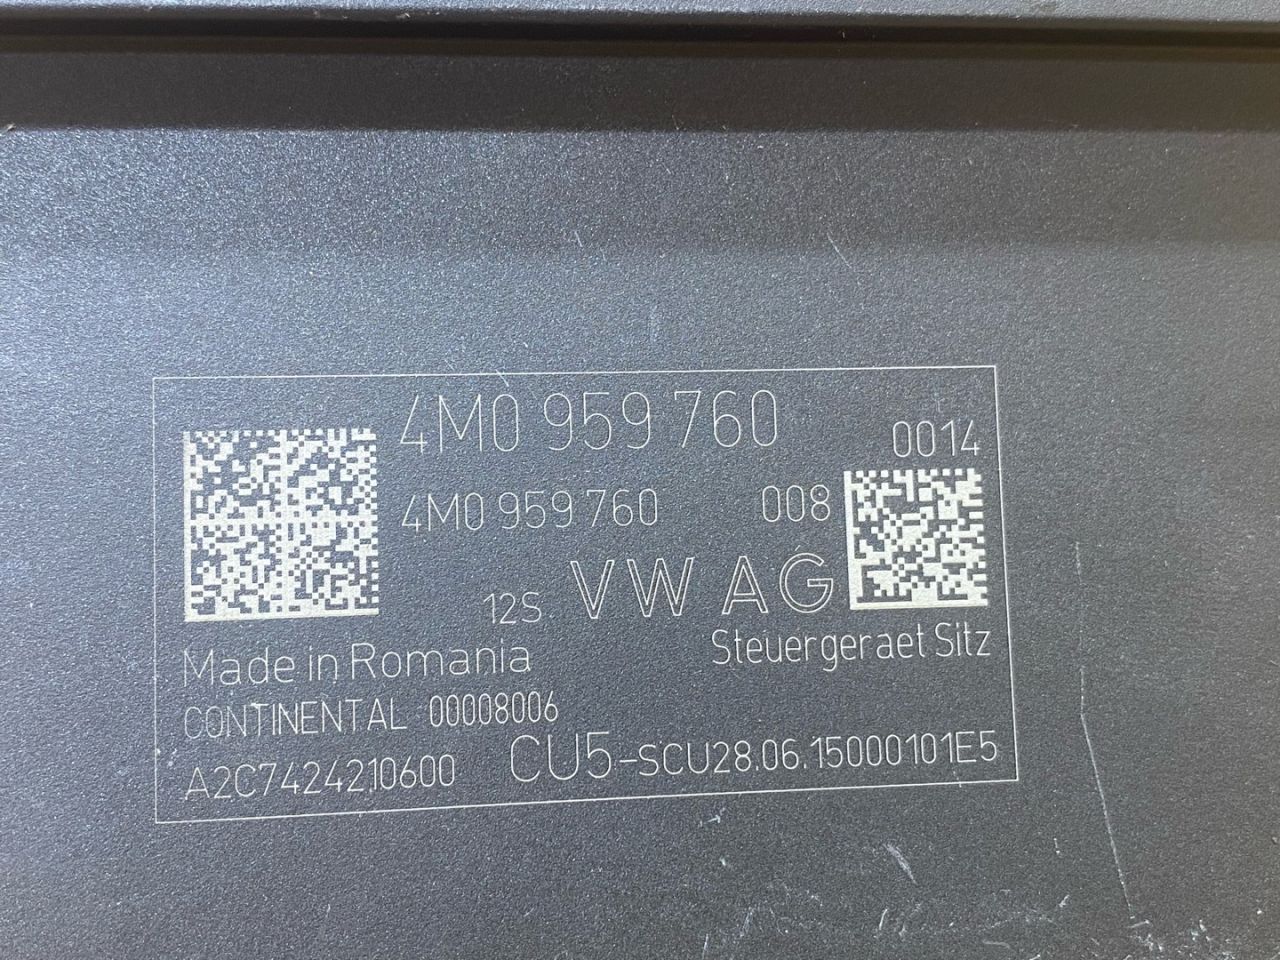 4M0 959 760
0014
4M0 959 760 008
12S VW AG
Steuergeraet Sitz
Made in Romania
CONTINENTAL 00008006
A2C7424210600 CU5-SCU28.06.15000101E5